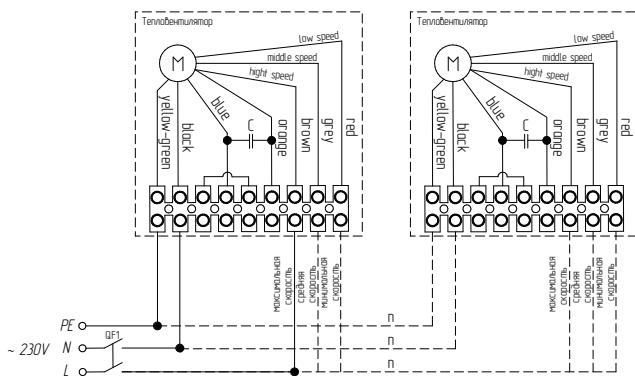 Тепловентилятор
M
low speed
middle speed
hight speed
yellow-green
black
blue
C
orange
brown
grey
red
максимальная
скорость
средняя
скорость
минимальная
скорость
Тепловентилятор
M
low speed
middle speed
hight speed
yellow-green
black
blue
C
orange
brown
grey
red
максимальная
скорость
средняя
скорость
минимальная
скорость
PE
n
~ 230V N
QF1
n
L
n